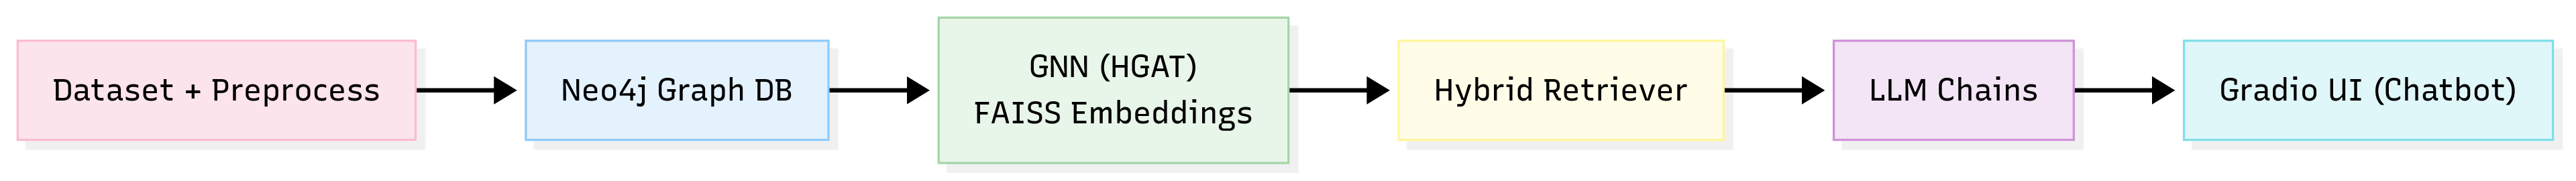 Dataset + Preprocess
Neo4j Graph DB
GNN (HGAT)
FAISS Embeddings
Hybrid Retriever
LLM Chains
Gradio UI (Chatbot)